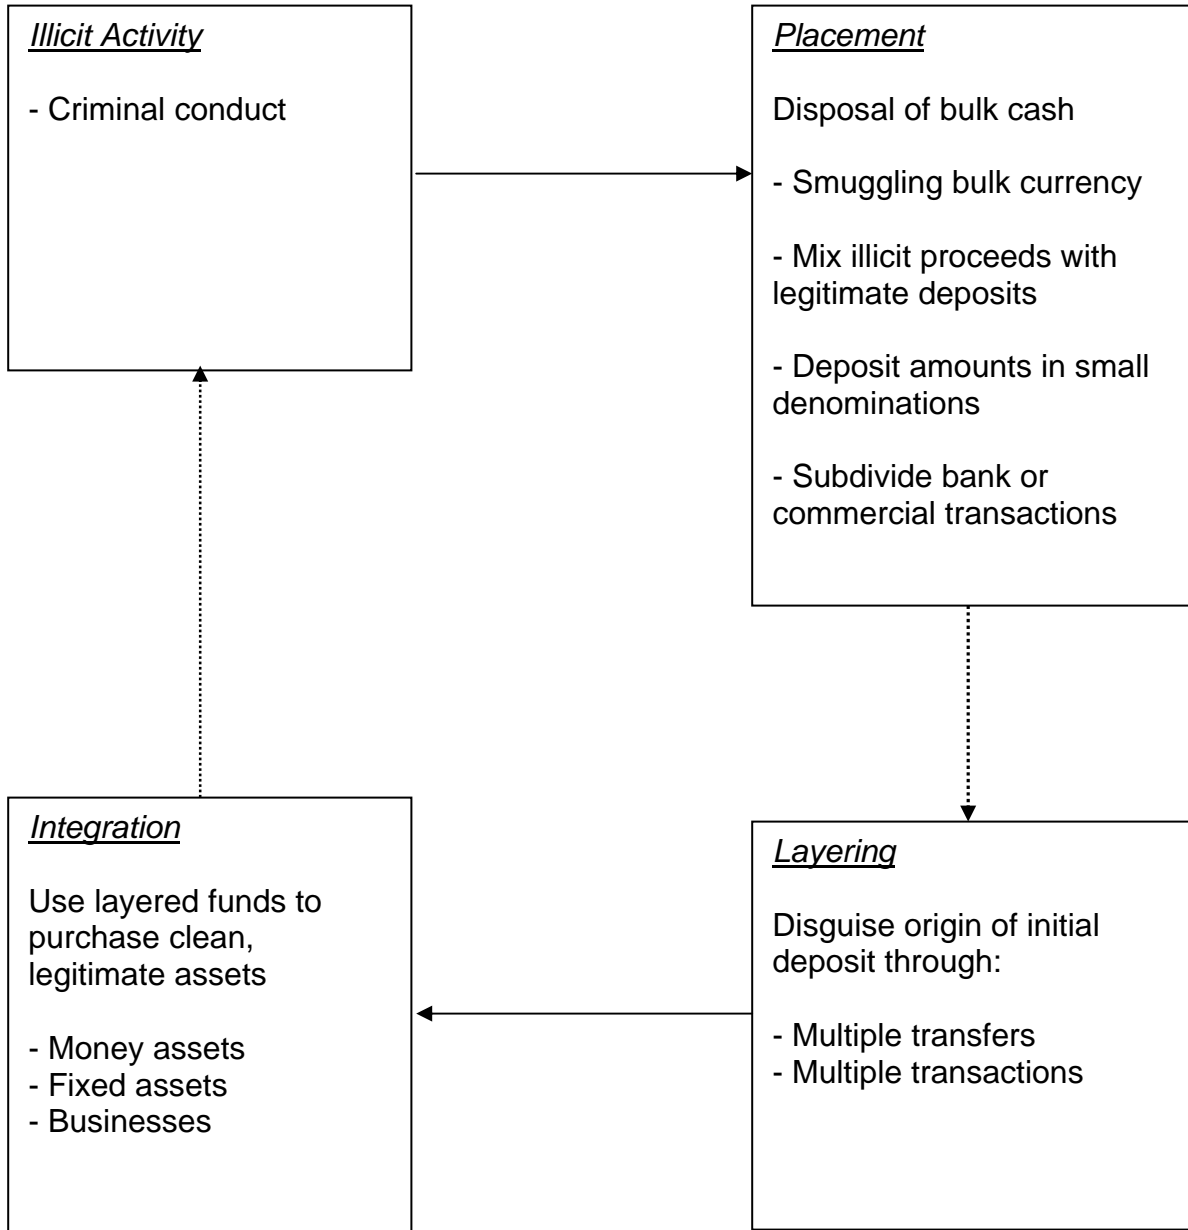 Illicit Activity
- Criminal conduct
Placement
Disposal of bulk cash
- Smuggling bulk currency
- Mix illicit proceeds with
legitimate deposits
- Deposit amounts in small
denominations
- Subdivide bank or
commercial transactions
Layering
Disguise origin of initial
deposit through:
- Multiple transfers
- Multiple transactions
Integration
Use layered funds to
purchase clean,
legitimate assets
- Money assets
- Fixed assets
- Businesses